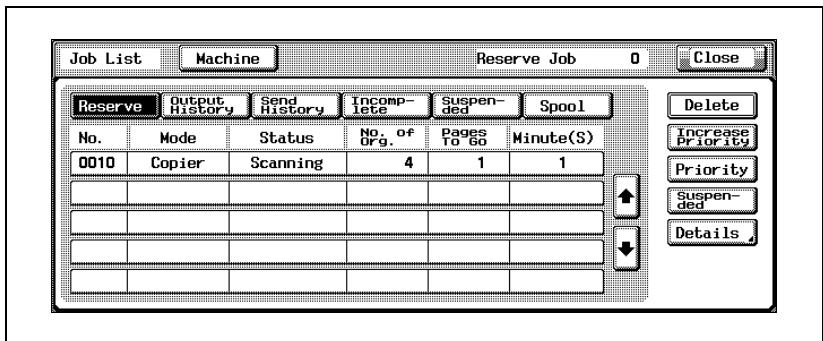 Job List Machine Reserve Job 0 Close
Reserve Output History Send History Incomp-lete Suspen-ded Spool Delete
No. Mode Status No. of Org. Pages To Go Minute(S) Increase Priority
0010 Copier Scanning 4 1 1 Priority
Suspen-ded
Details